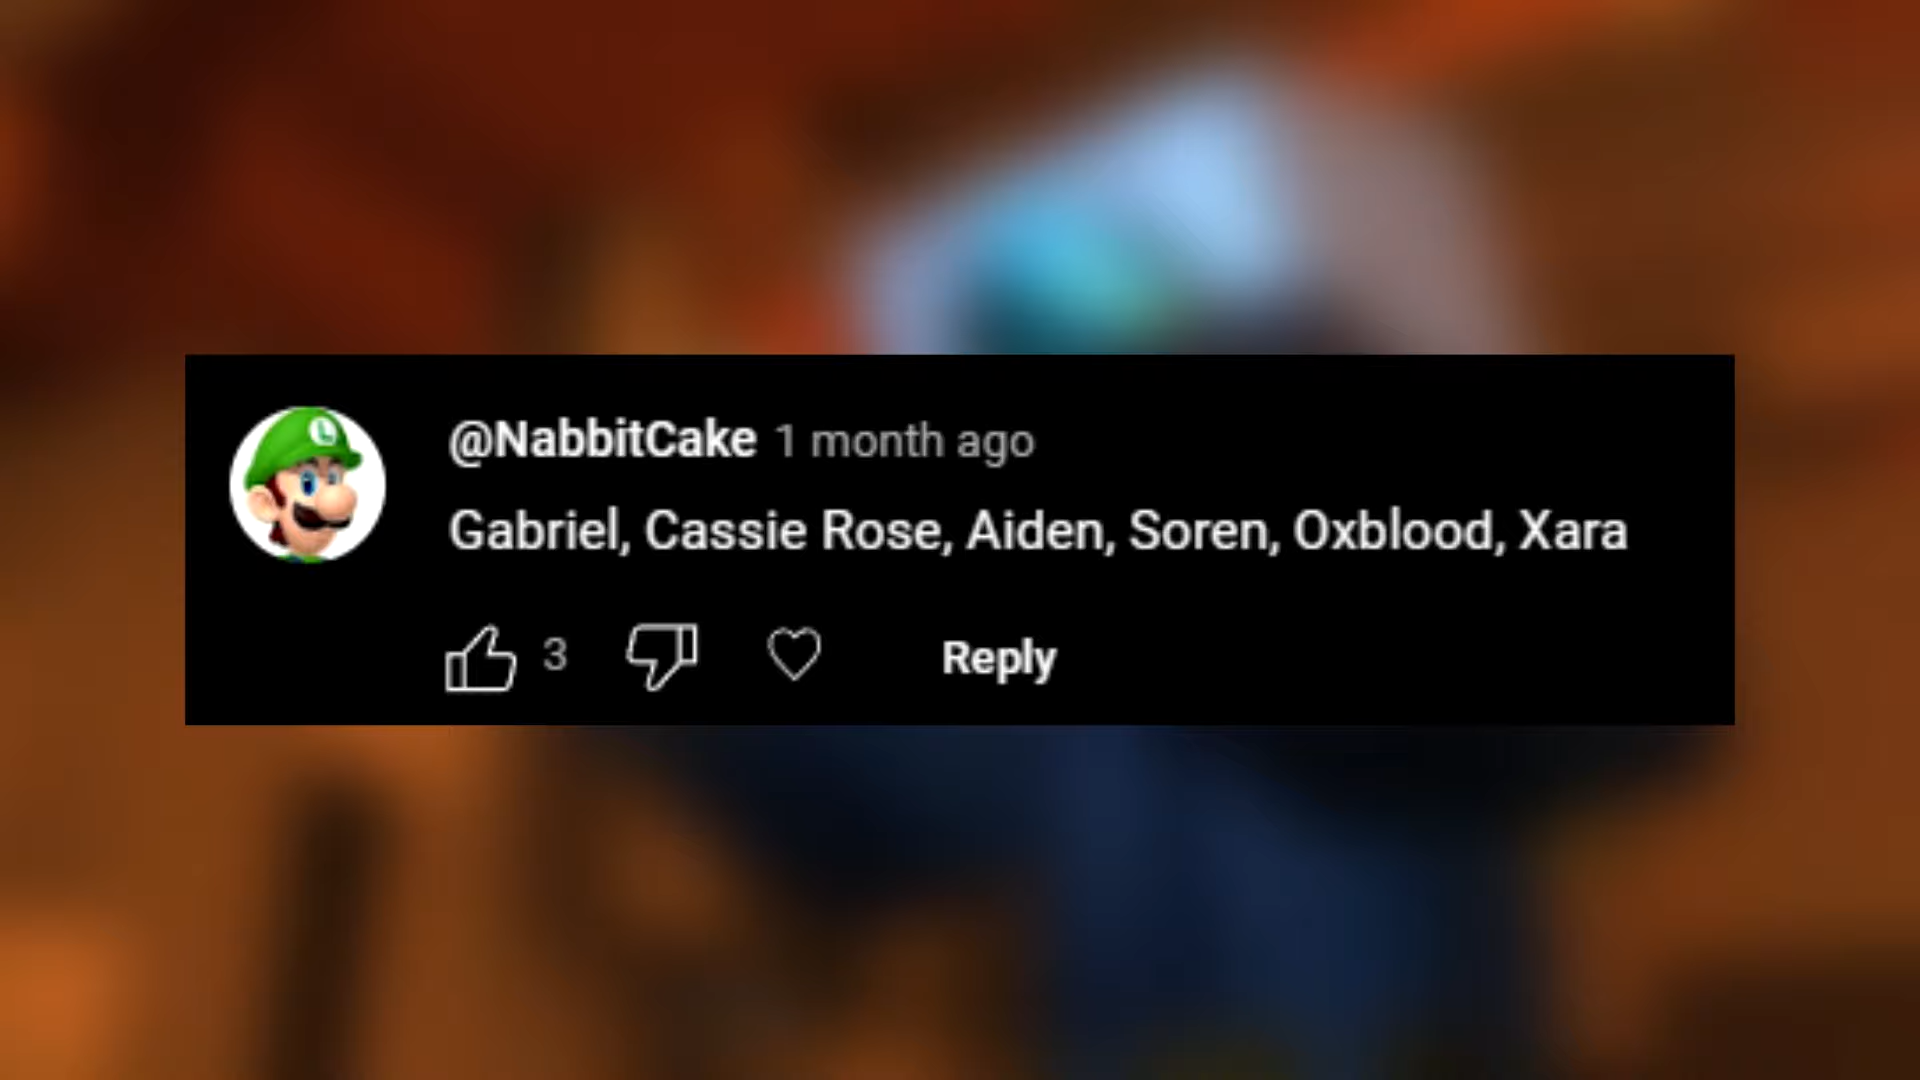 @NabbitCake 1 month ago
Gabriel, Cassie Rose, Aiden, Soren, Oxblood, Xara
3 Reply